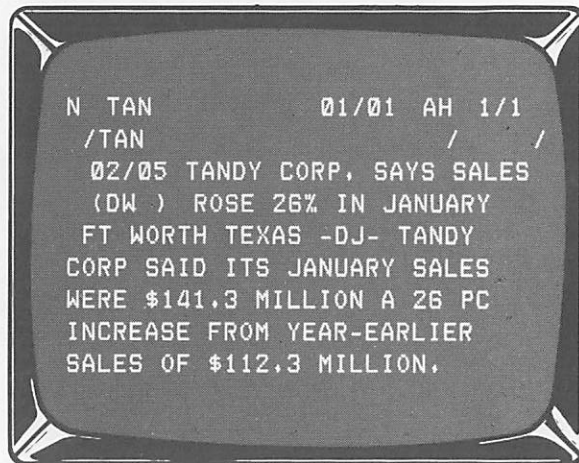 N TAN 01/01 AH 1/1
/TAN / /
02/05 TANDY CORP. SAYS SALES
(DW ) ROSE 26% IN JANUARY
FT WORTH TEXAS -DJ- TANDY
CORP SAID ITS JANUARY SALES
WERE $141.3 MILLION A 26 PC
INCREASE FROM YEAR-EARLIER
SALES OF $112.3 MILLION.